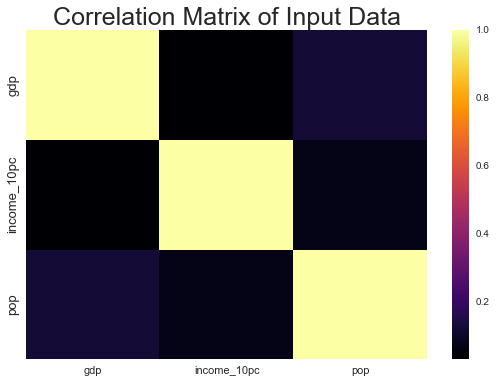 Correlation Matrix of Input Data
gdp
income_10pc
pop
gdp
income_10pc
pop
1.0
0.8
0.6
0.4
0.2